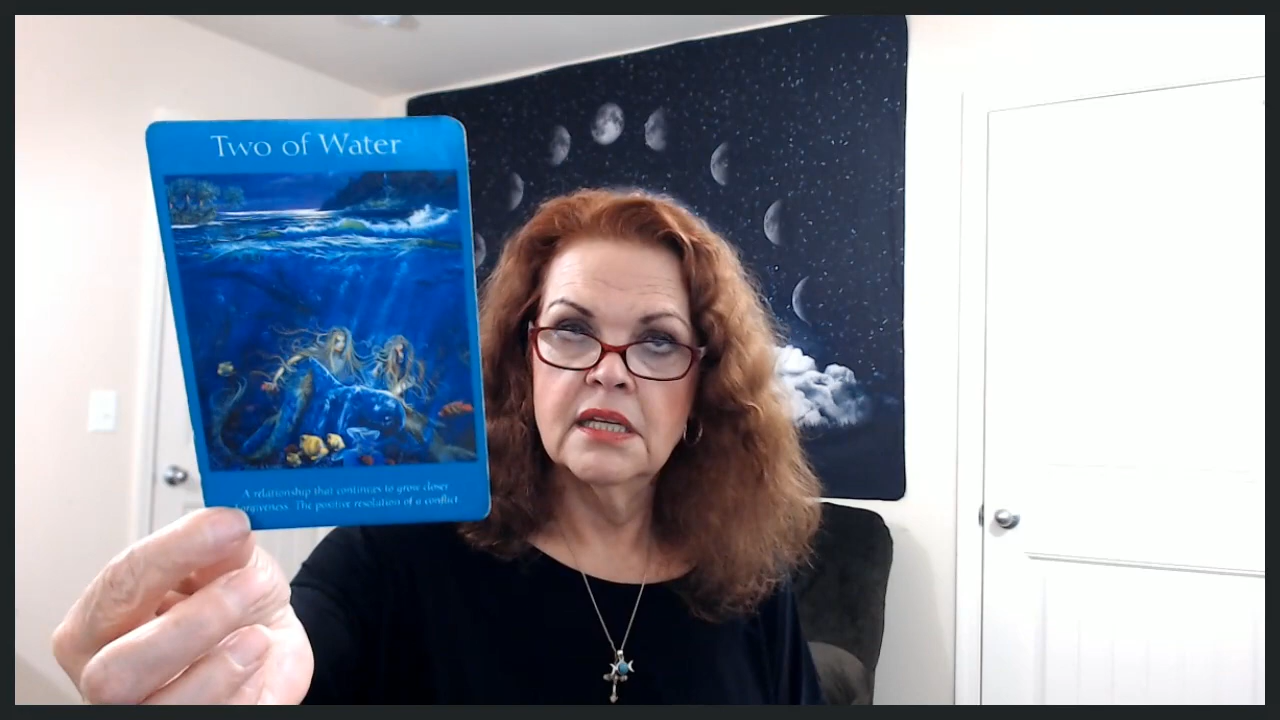 Two of Water
A relationship that continues to grow closer
Forgiveness. The positive resolution of a conflict